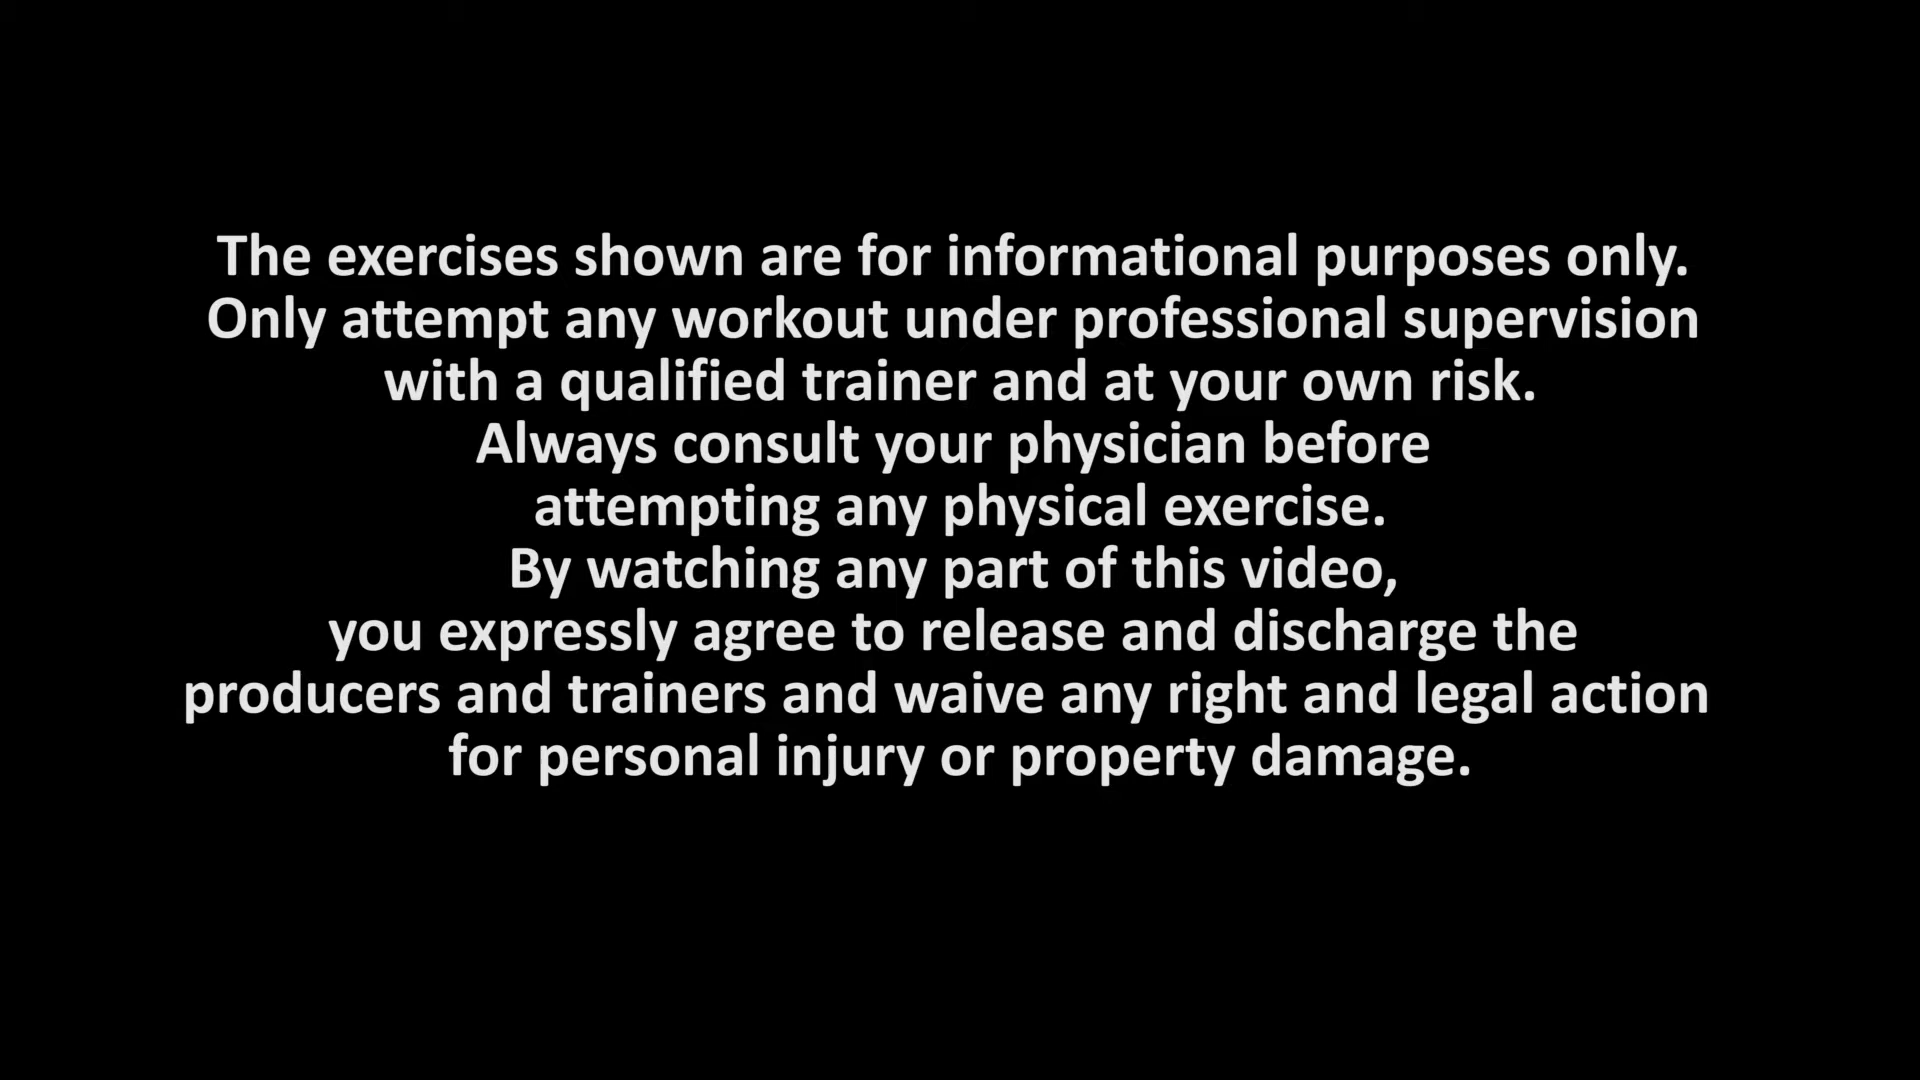 The exercises shown are for informational purposes only.
Only attempt any workout under professional supervision
with a qualified trainer and at your own risk.
Always consult your physician before
attempting any physical exercise.
By watching any part of this video,
you expressly agree to release and discharge the
producers and trainers and waive any right and legal action
for personal injury or property damage.